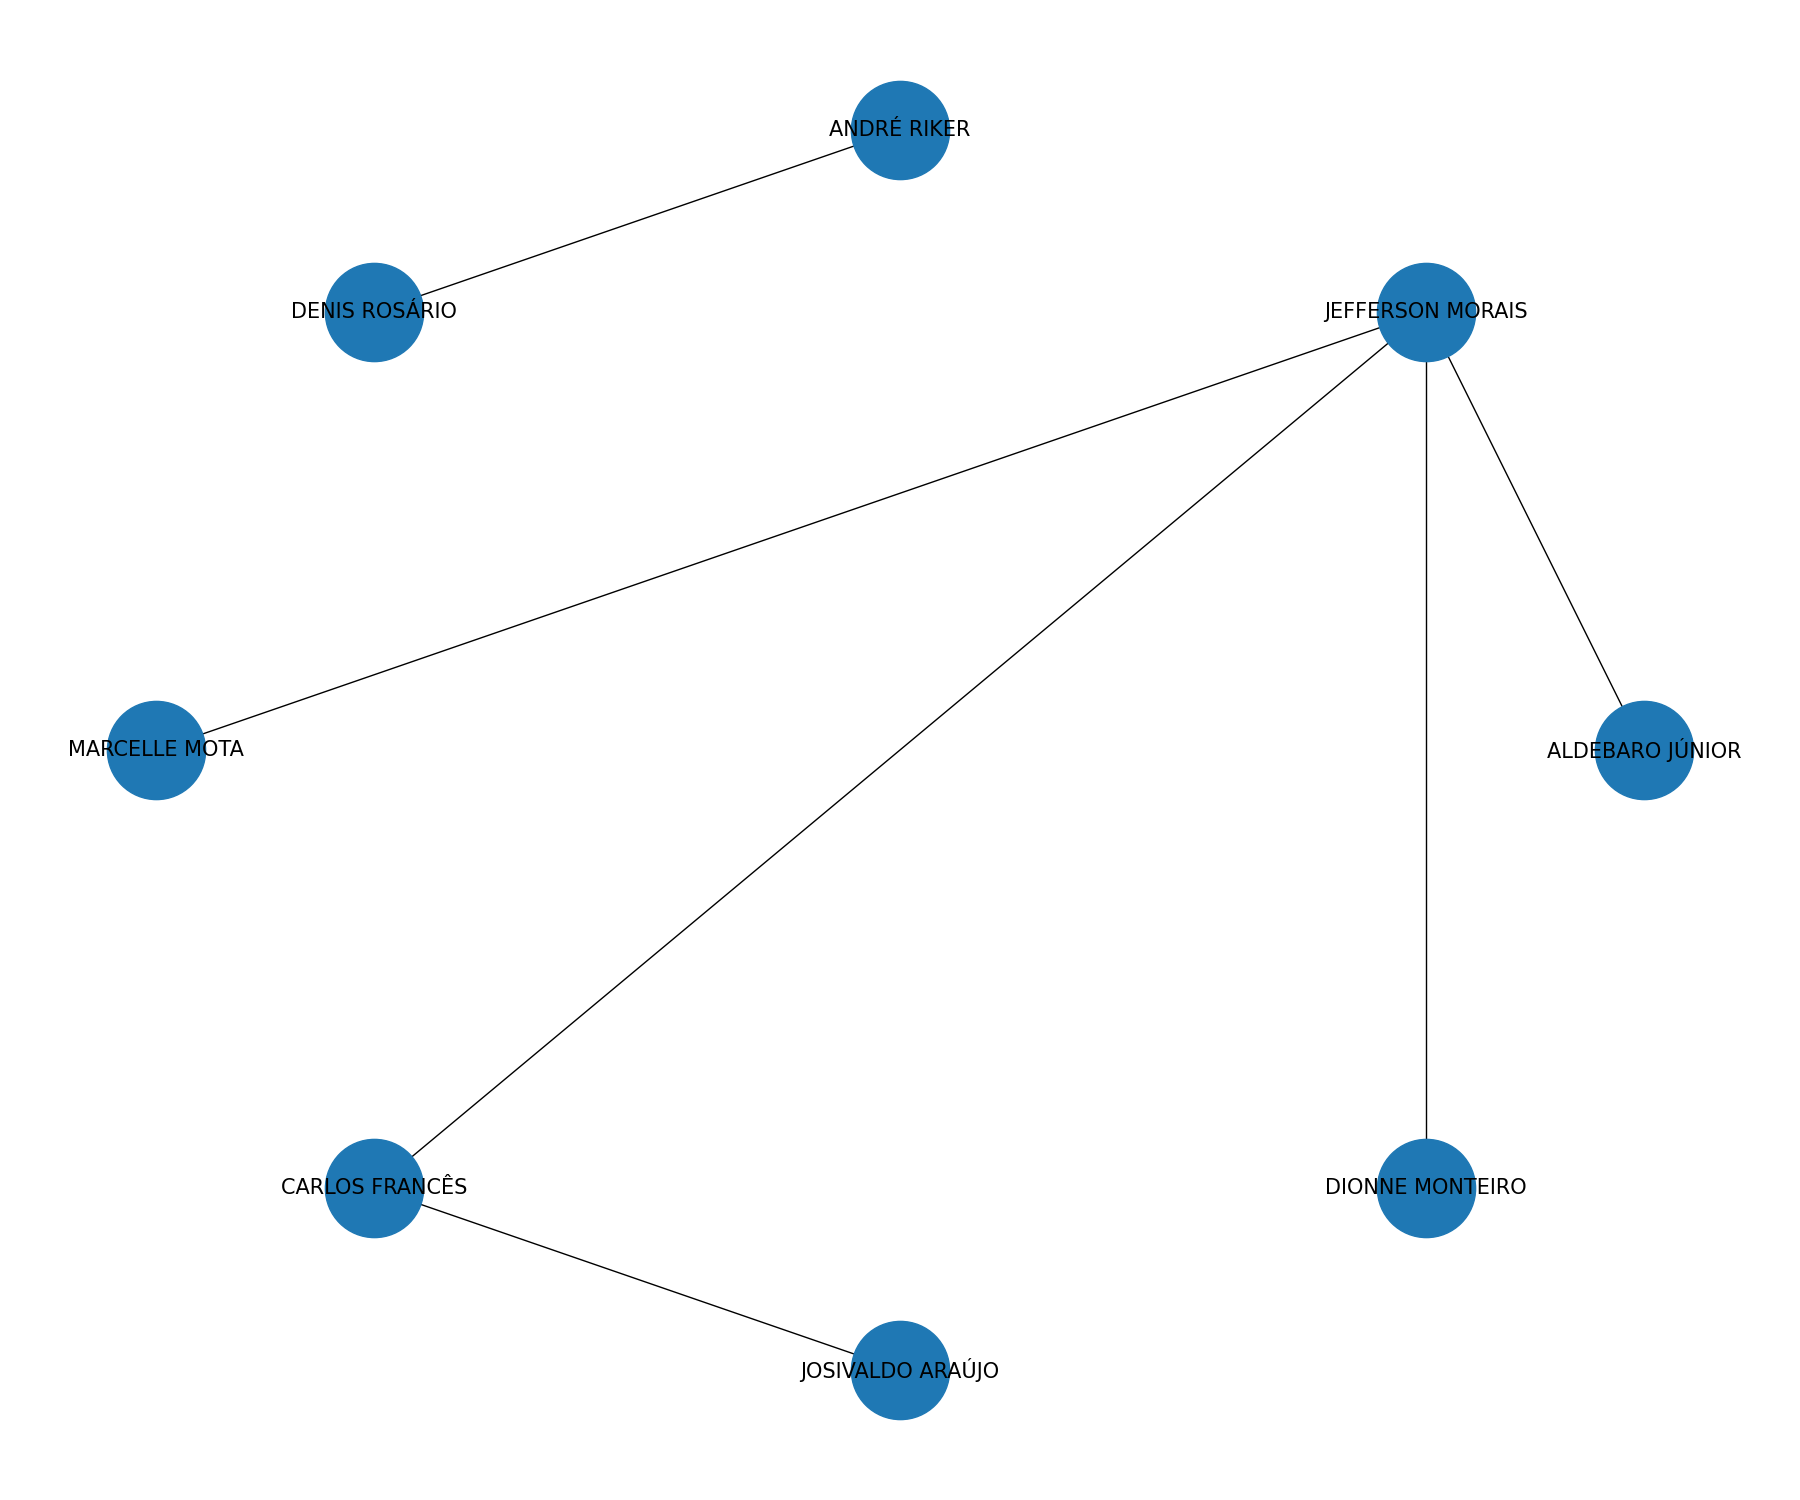 ANDRÉ RIKER
DENIS ROSÁRIO
JEFFERSON MORAIS
MARCELLE MOTA
ALDEBARO JÚNIOR
CARLOS FRANCÊS
DIONNE MONTEIRO
JOSIVALDO ARAÚJO